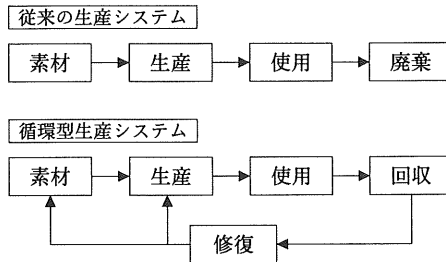 従来の生産システム
素材 生産 使用 廃棄
循環型生産システム
素材 生産 使用 回収
修復